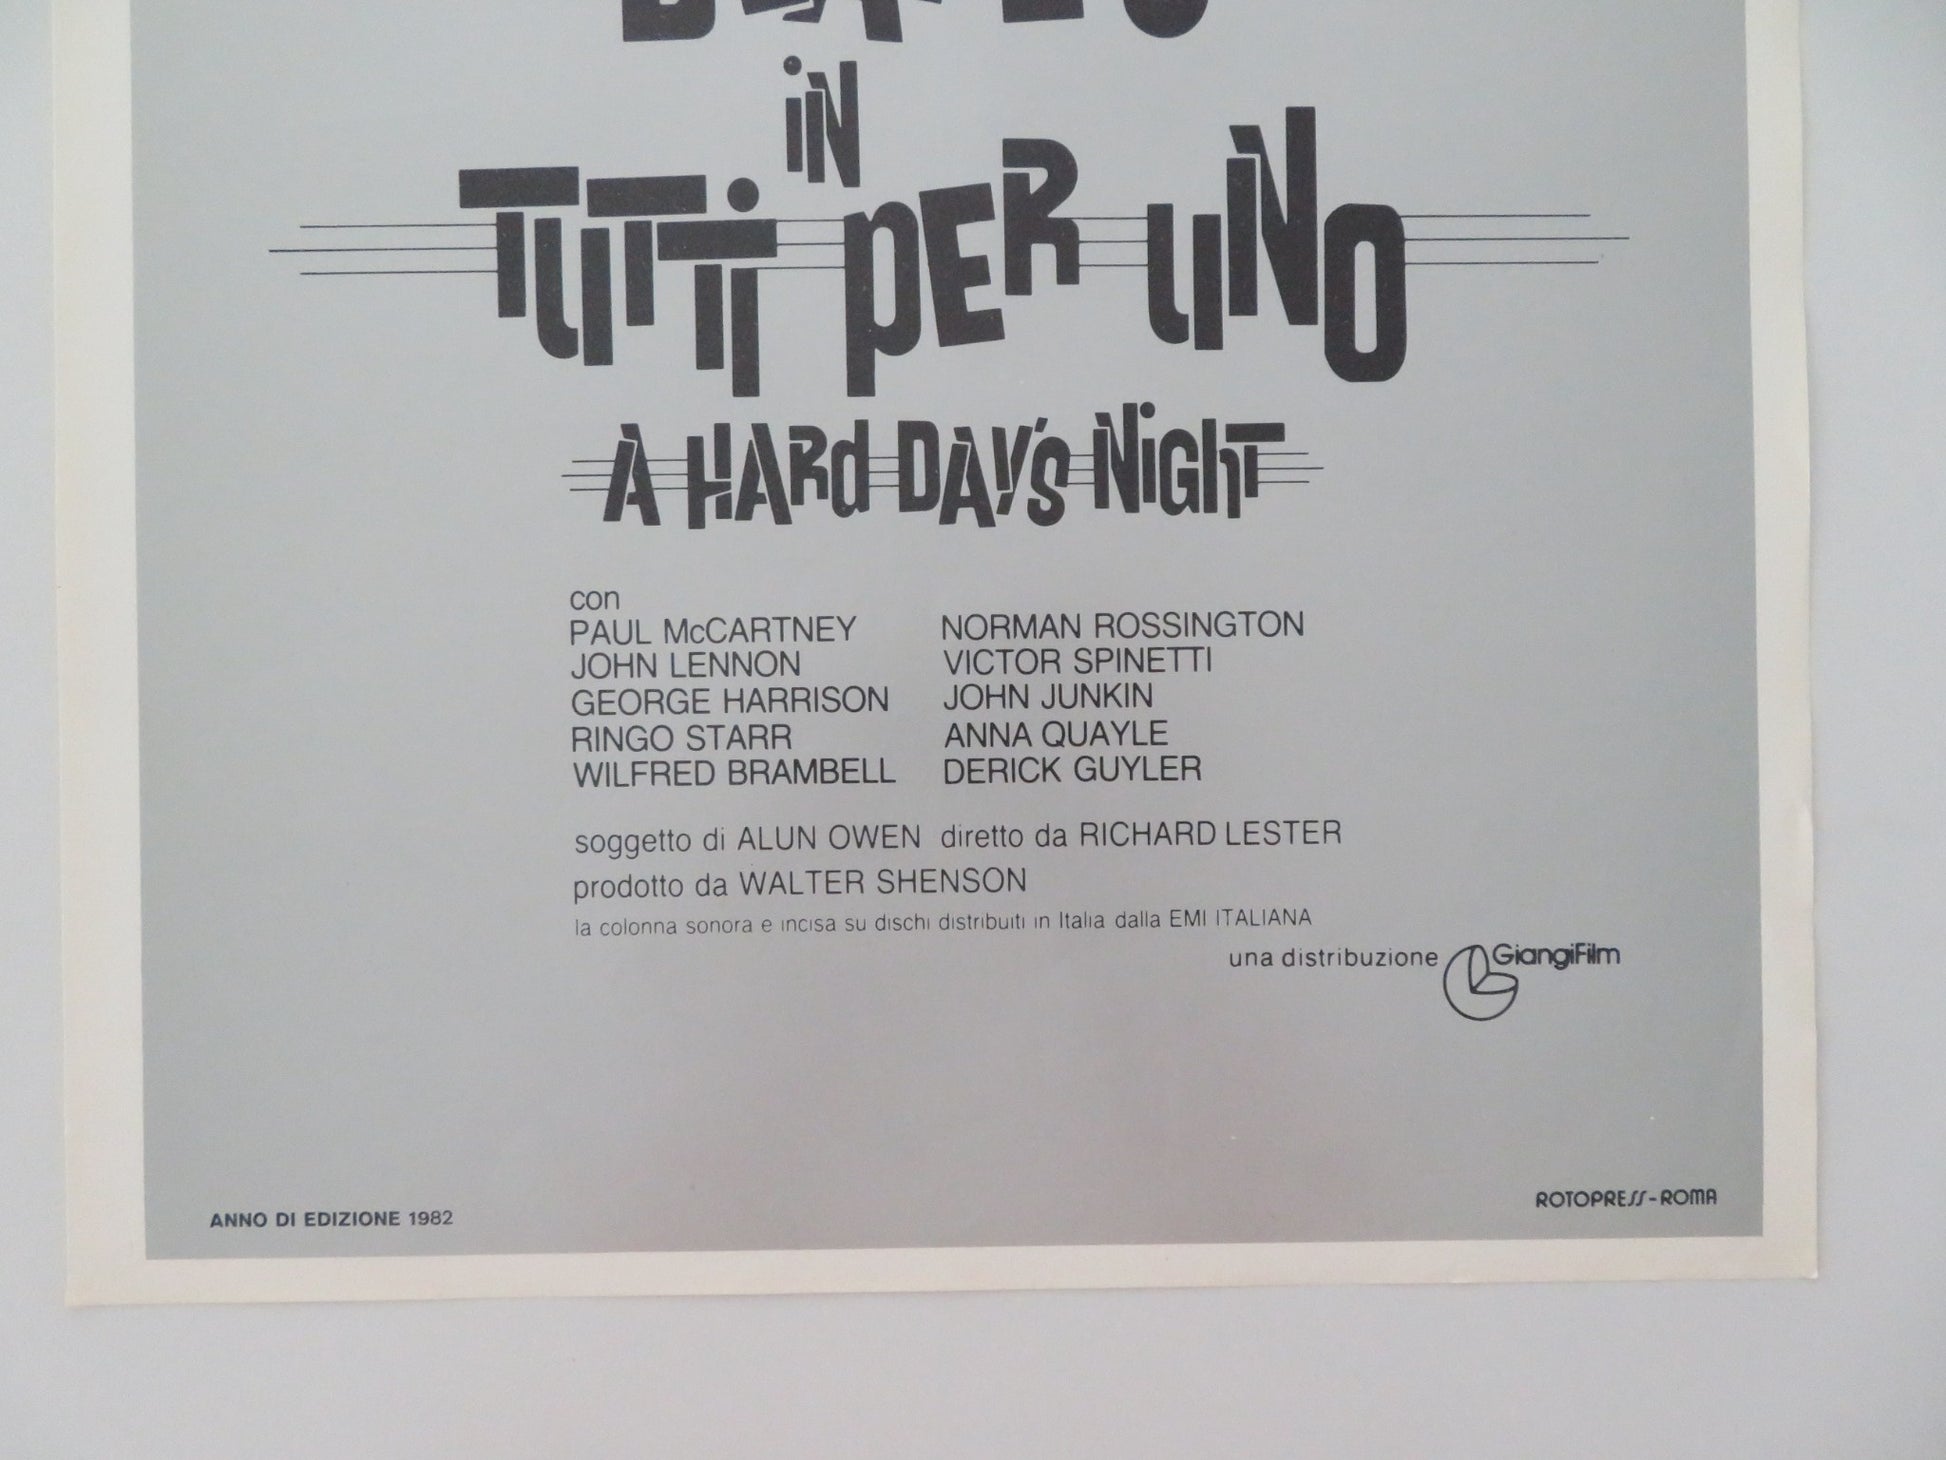 IN
TUTTI PER UNO
A HARD DAY'S NIGHT
con
PAUL McCARTNEY NORMAN ROSSINGTON
JOHN LENNON VICTOR SPINETTI
GEORGE HARRISON JOHN JUNKIN
RINGO STARR ANNA QUAYLE
WILFRED BRAMBELL DERICK GUYLER
soggetto di ALUN OWEN diretto da RICHARD LESTER
prodotto da WALTER SHENSON
la colonna sonora e incisa su dischi distribuiti in Italia dalla EMI ITALIANA
una distribuzione GiangiFilm
ANNO DI EDIZIONE 1982
ROTOPRESS-ROMA